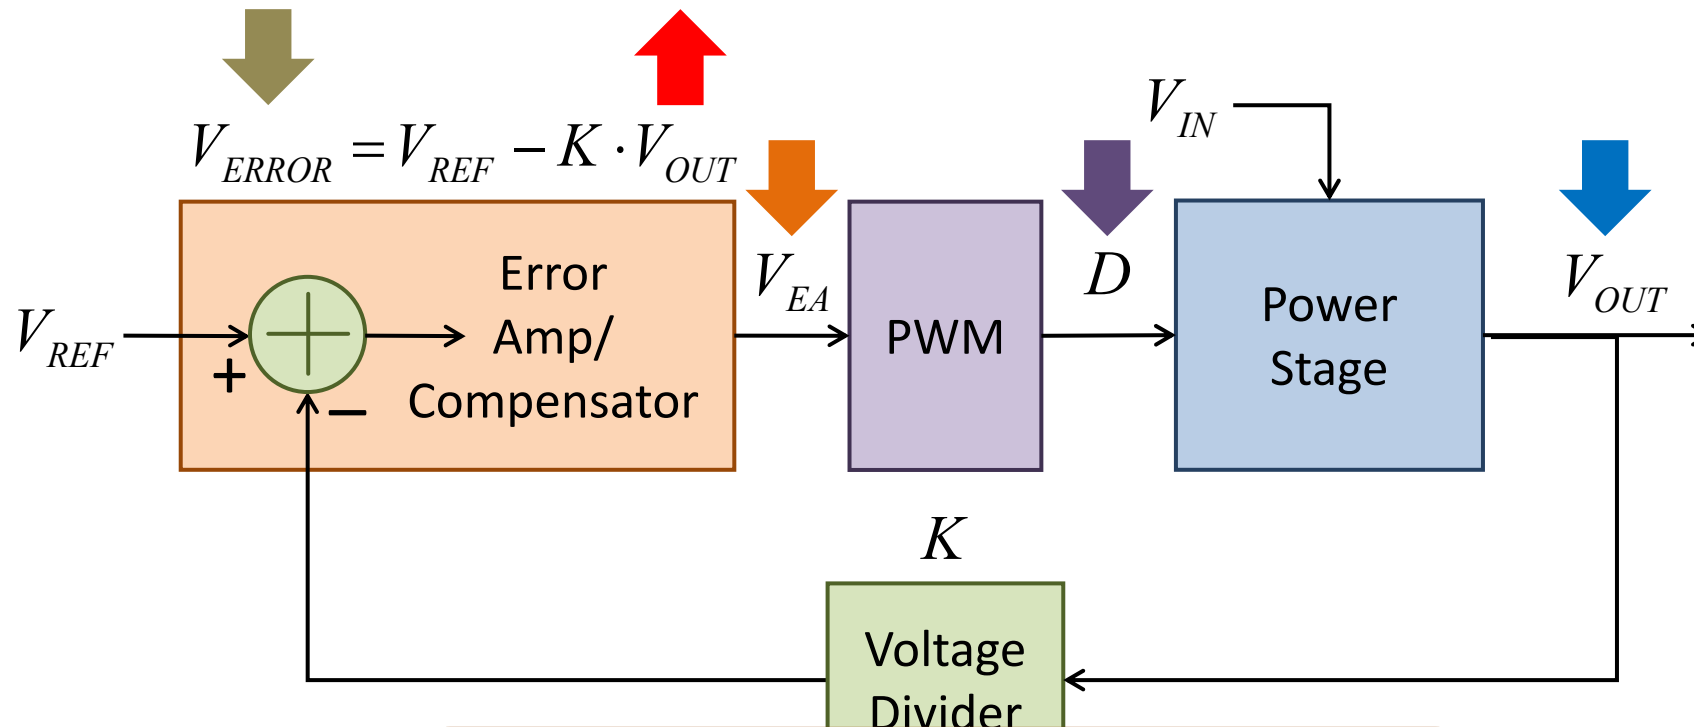 V_ERROR = V_REF − K · V_OUT
V_IN
V_REF
+
−
Error
Amp/
Compensator
V_EA
PWM
D
Power
Stage
V_OUT
K
Voltage
Divider